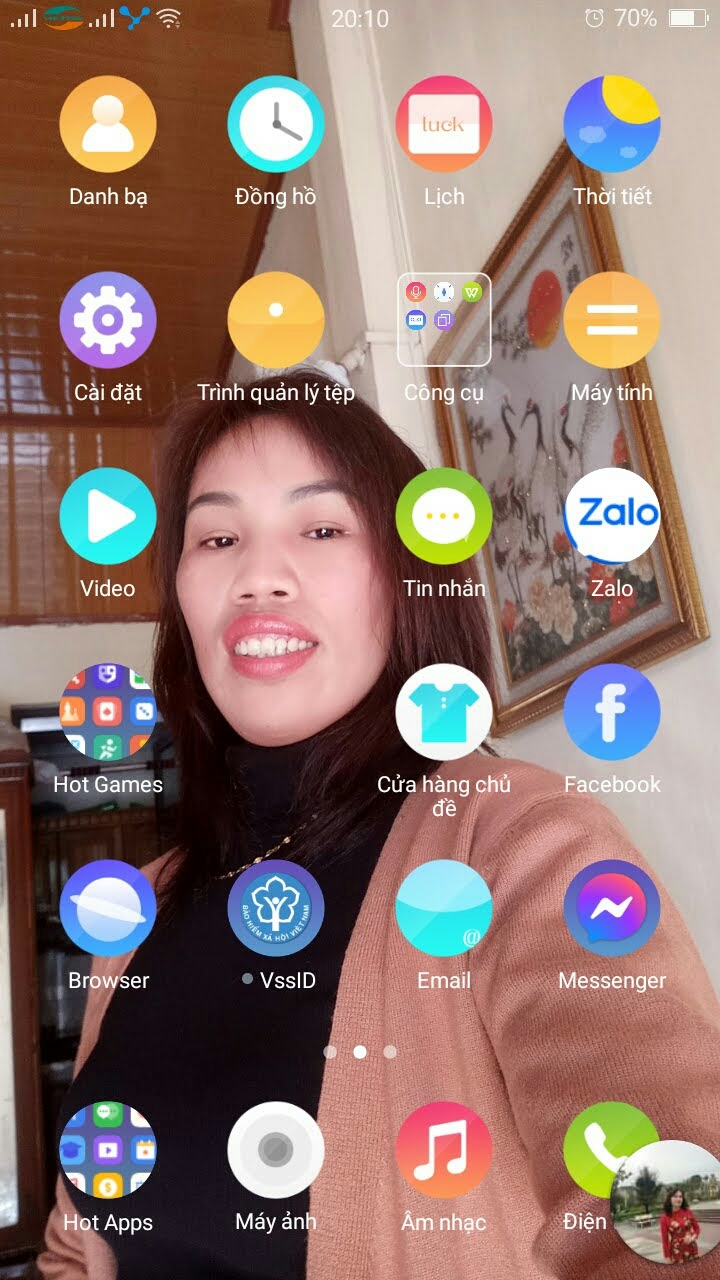 20:10
70%
luck
Danh bạ
Đồng hồ
Lịch
Thời tiết
Cài đặt
Trình quản lý tệp
Công cụ
Máy tính
Zalo
Video
Tin nhắn
Zalo
Hot Games
Cửa hàng chủ
đề
Facebook
BẢO HIỂM XÃ HỘI VIỆT NAM
@
Browser
VssID
Email
Messenger
Hot Apps
Máy ảnh
Âm nhạc
Điện